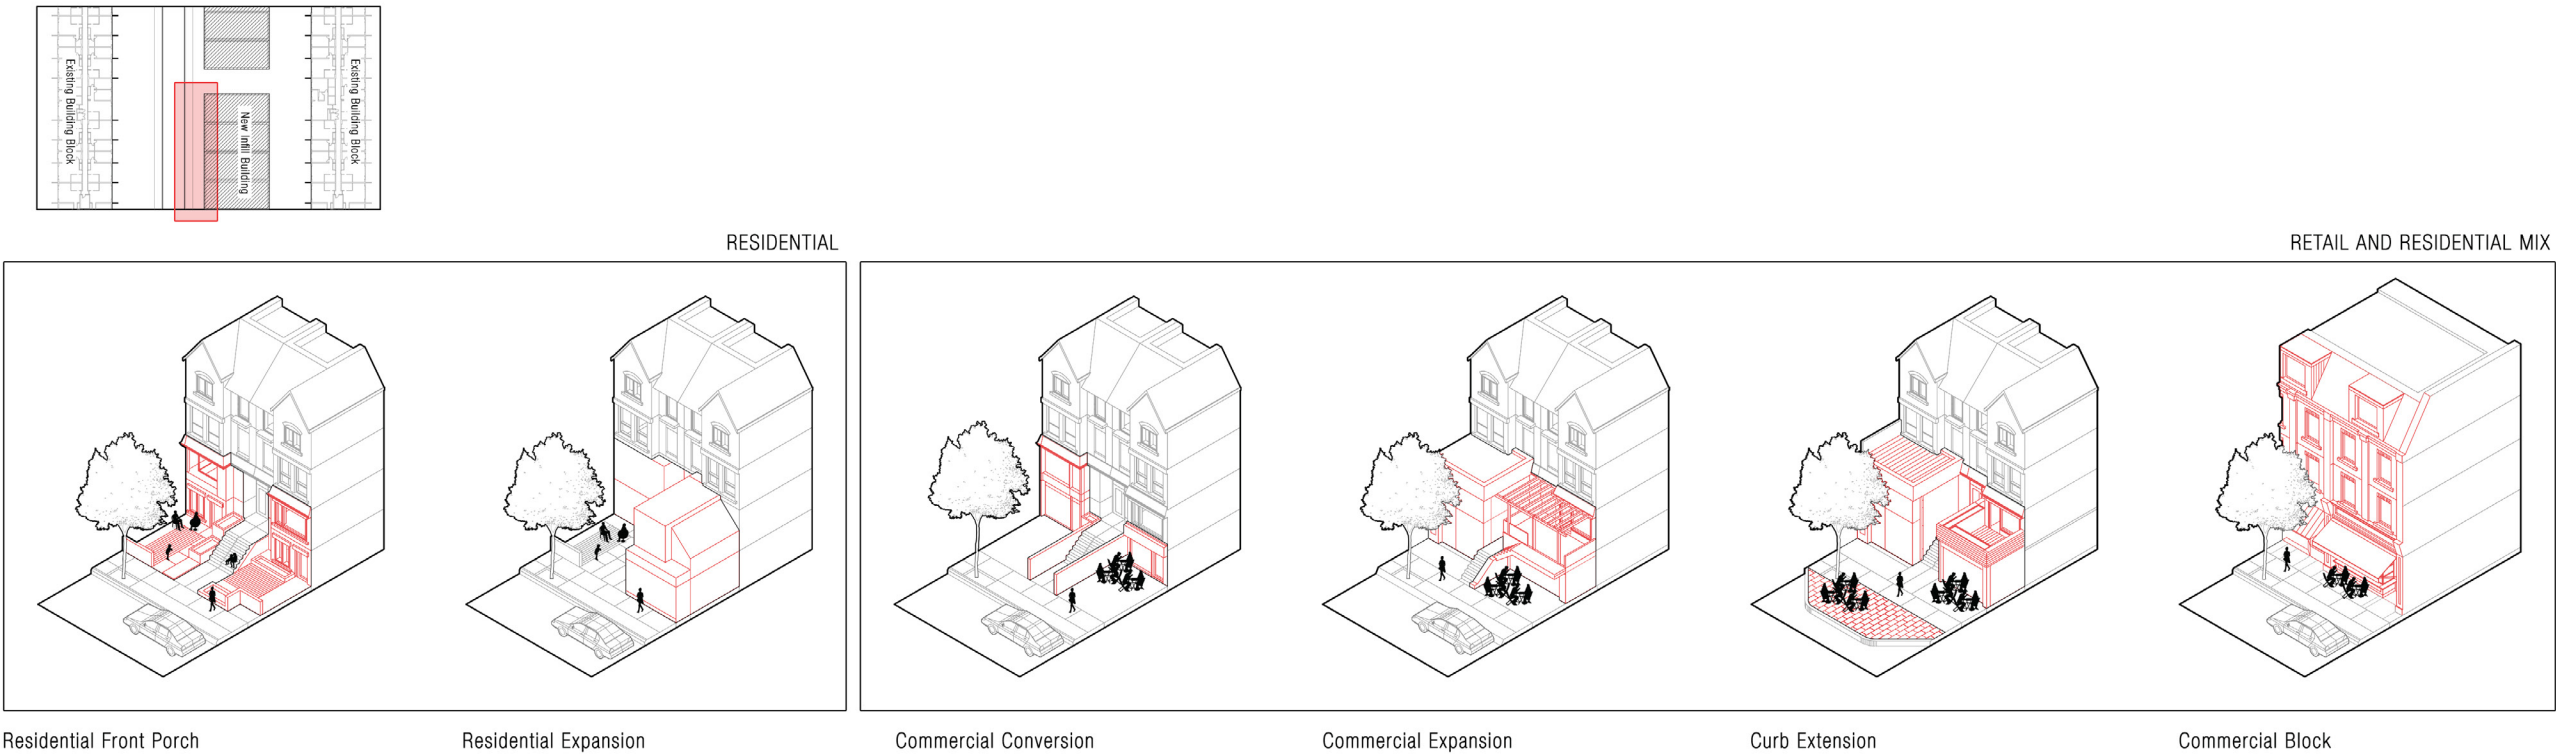 Existing Building Block
New Infill Building
Existing Building Block
RESIDENTIAL
RETAIL AND RESIDENTIAL MIX
Residential Front Porch
Residential Expansion
Commercial Conversion
Commercial Expansion
Curb Extension
Commercial Block